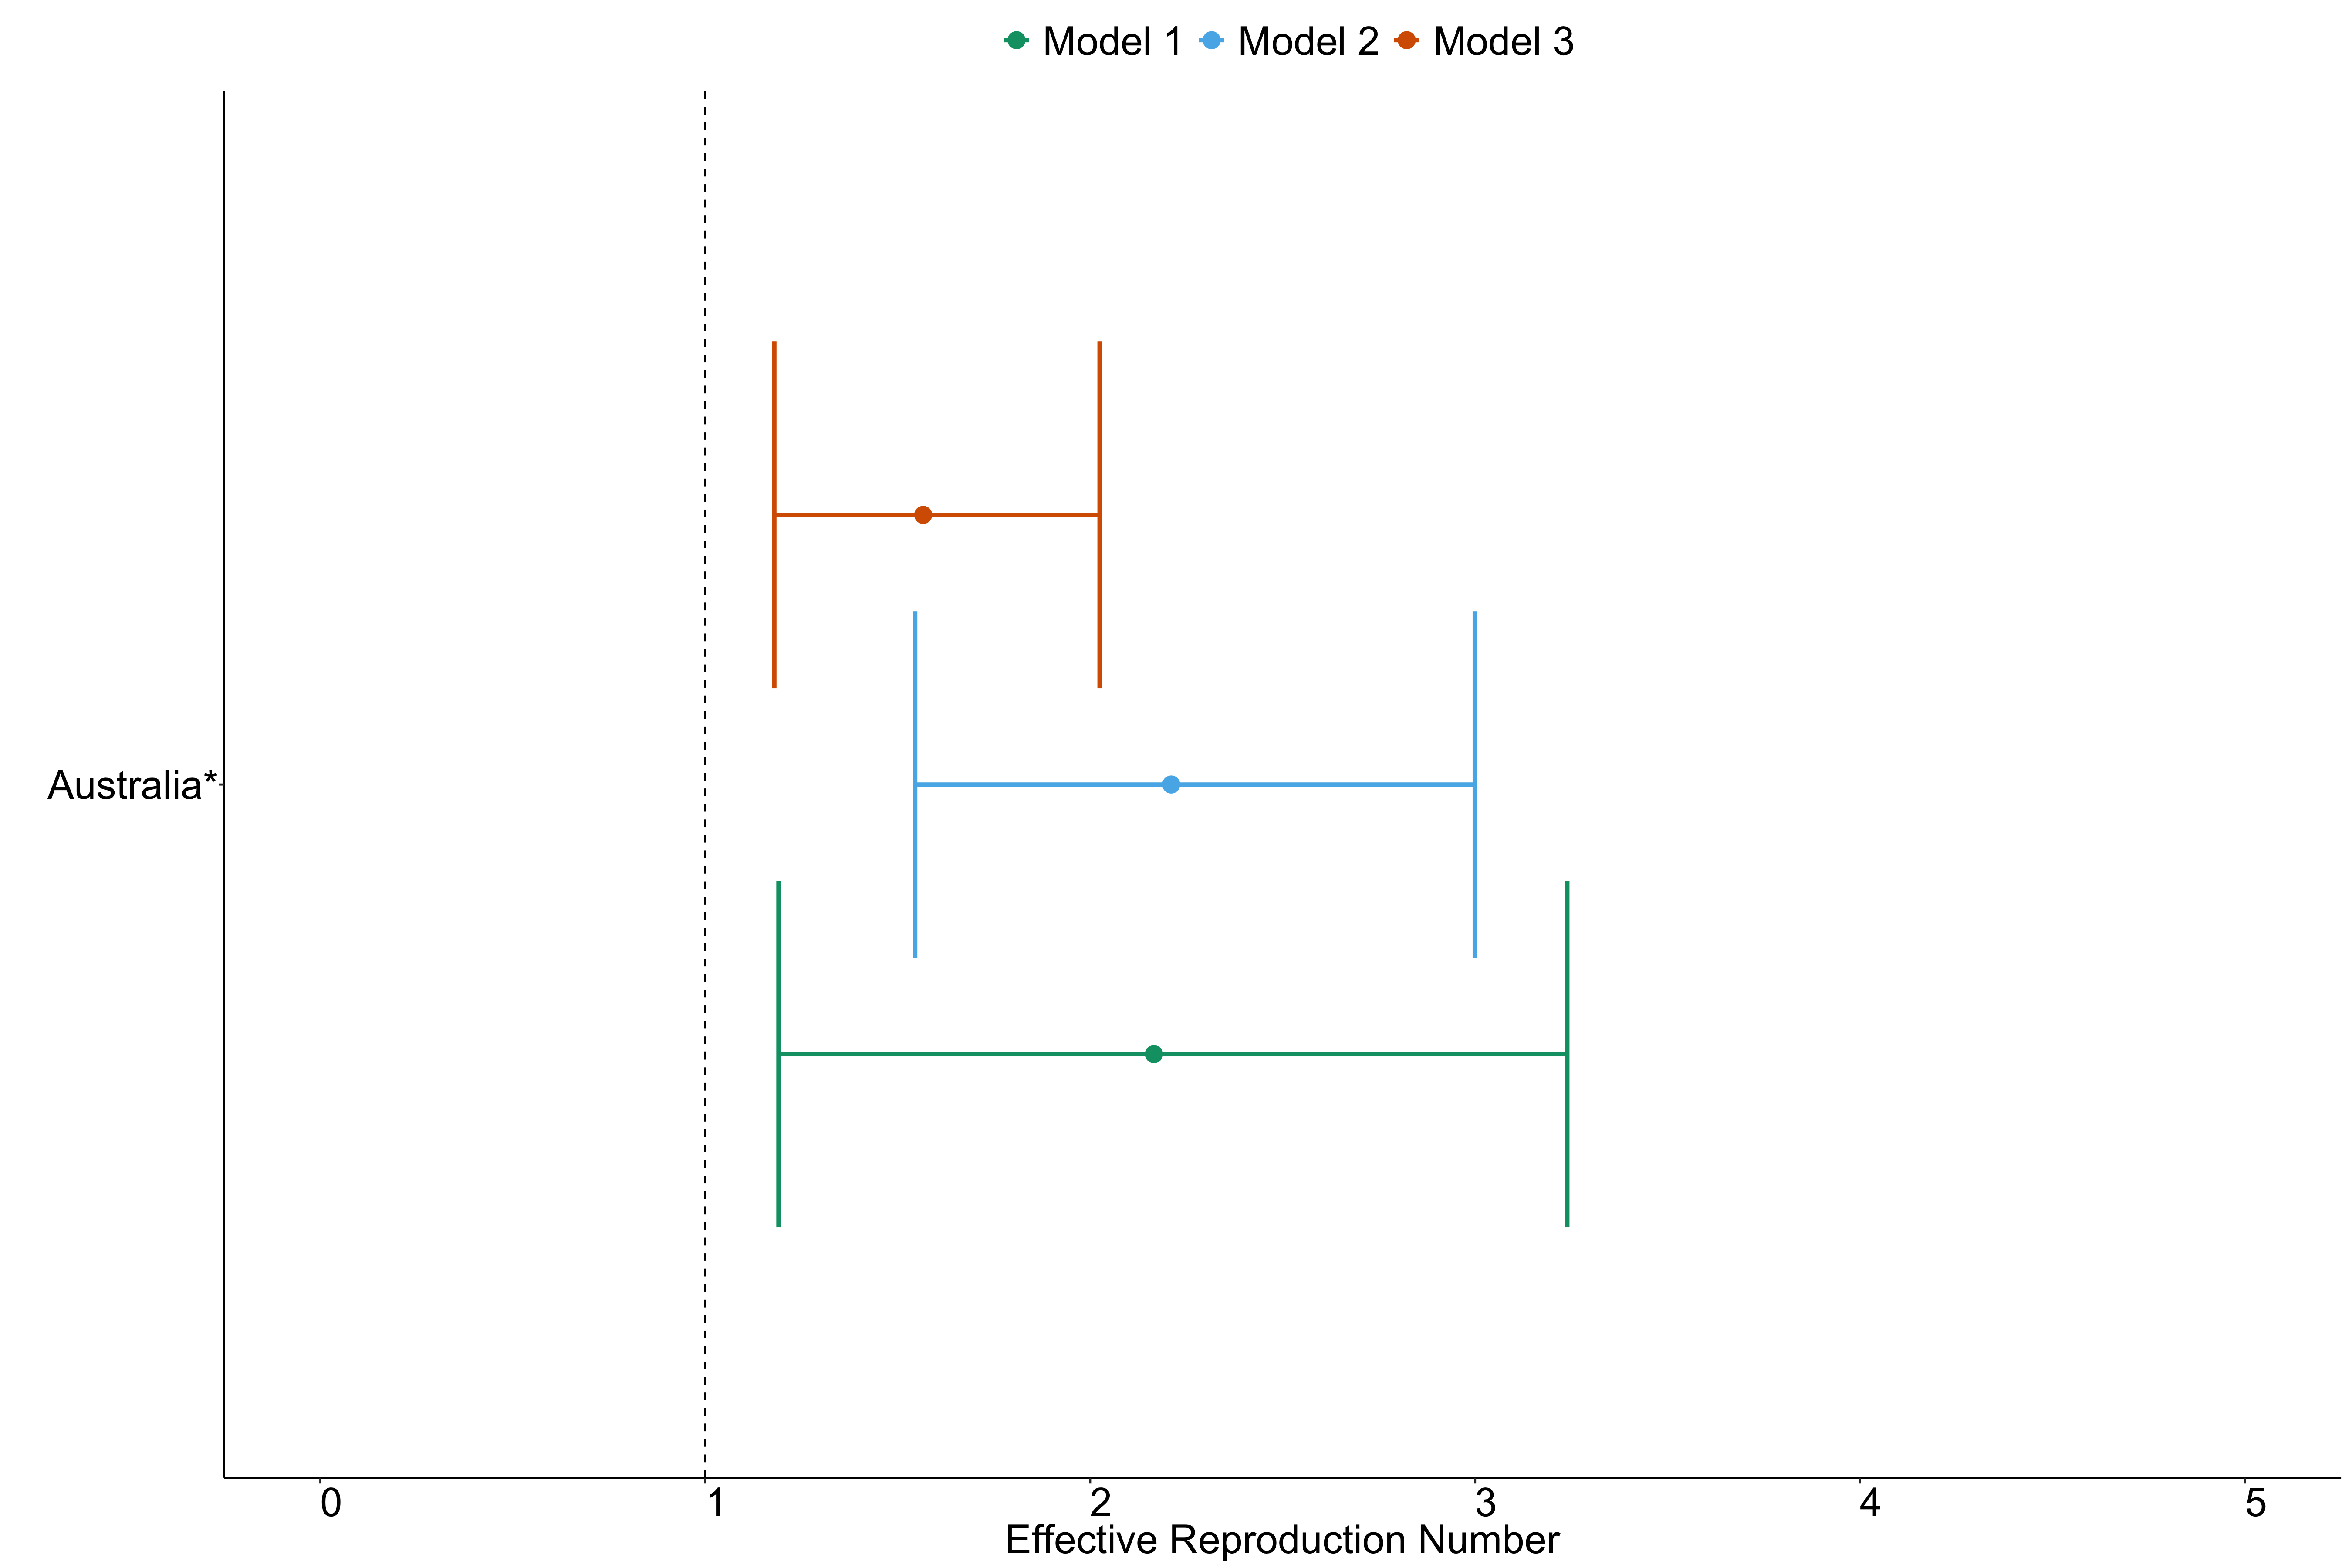 Model 1 Model 2 Model 3
Australia*
0 1 2 3 4 5
Effective Reproduction Number